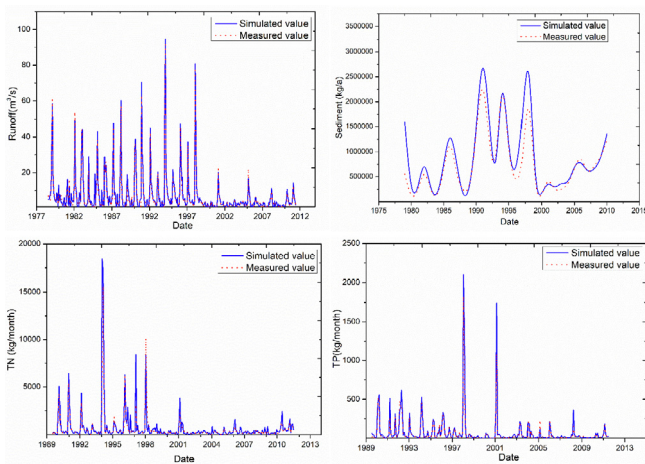 Simulated value
Measured value
Runoff(m³/s)
100
80
60
40
20
1977 1982 1987 1992 1997 2002 2007 2012
Date
Simulated value
Measured value
Sediment (kg/a)
3500000
3000000
2500000
2000000
1500000
1000000
500000
1975 1980 1985 1990 1995 2000 2005 2010 2015
Date
Simulated value
Measured value
TN (kg/month)
20000
15000
10000
5000
1989 1992 1995 1998 2001 2004 2007 2010 2013
Date
Simulated value
Measured value
TP(kg/month)
2500
2000
1500
1000
500
0
1989 1993 1997 2001 2005 2009 2013
Date